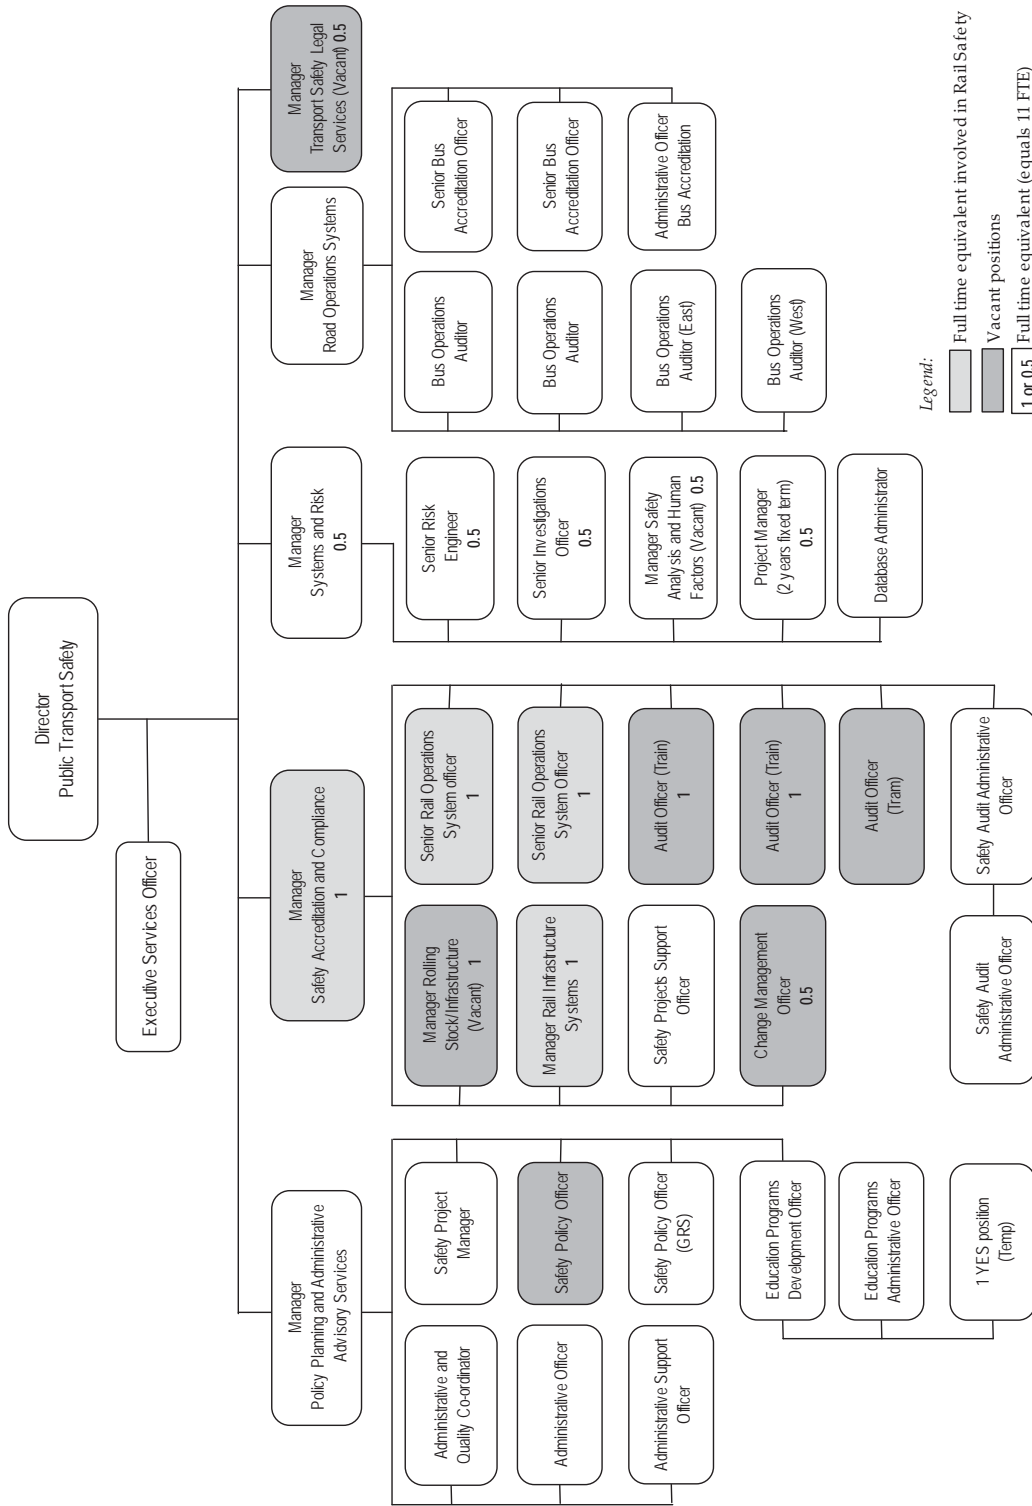 Director
Public Transport Safety
Executive Services Officer
Manager
Policy Planning and Administrative
Advisory Services
Administrative and
Quality Co-ordinator
Administrative Officer
Administrative Support
Officer
Safety Project
Manager
Safety Policy Officer
Safety Policy Officer
(GRS)
Education Programs
Development Officer
Education Programs
Administrative Officer
1 YES position
(Temp)
Manager
Safety Accreditation and Compliance
1
Manager Rolling
Stock/Infrastructure
(Vacant) 1
Manager Rail Infrastructure
Systems 1
Safety Projects Support
Officer
Change Management
Officer
0.5
Safety Audit
Administrative Officer
Senior Rail Operations
System officer
1
Senior Rail Operations
System Officer
1
Audit Officer (Train)
1
Audit Officer (Train)
1
Audit Officer
(Tram)
Safety Audit Administrative
Officer
Manager
Systems and Risk
0.5
Senior Risk
Engineer
0.5
Senior Investigations
Officer
0.5
Manager Safety
Analysis and Human
Factors (Vacant) 0.5
Project Manager
(2 years fixed term)
0.5
Database Administrator
Manager
Road Operations Systems
Bus Operations
Auditor
Bus Operations
Auditor
Bus Operations
Auditor (East)
Bus Operations
Auditor (West)
Senior Bus
Accreditation Officer
Senior Bus
Accreditation Officer
Administrative Officer
Bus Accreditation
Manager
Transport Safety Legal
Services (Vacant) 0.5
Legend:
Full time equivalent involved in Rail Safety
Vacant positions
1 or 0.5 Full time equivalent (equals 11 FTE)